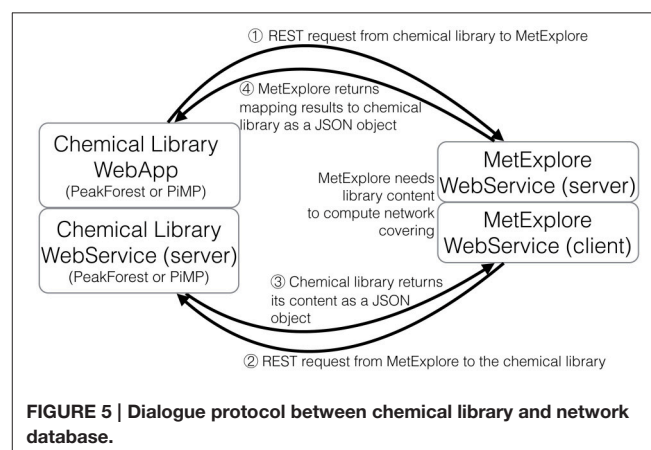 ① REST request from chemical library to MetExplore
④ MetExplore returns
mapping results to chemical
library as a JSON object
Chemical Library
WebApp
(PeakForest or PiMP)
Chemical Library
WebService (server)
(PeakForest or PiMP)
MetExplore needs
library content
to compute network
covering
MetExplore
WebService (server)
MetExplore
WebService (client)
③ Chemical library returns
its content as a JSON
object
② REST request from MetExplore to the chemical library
FIGURE 5 | Dialogue protocol between chemical library and network
database.